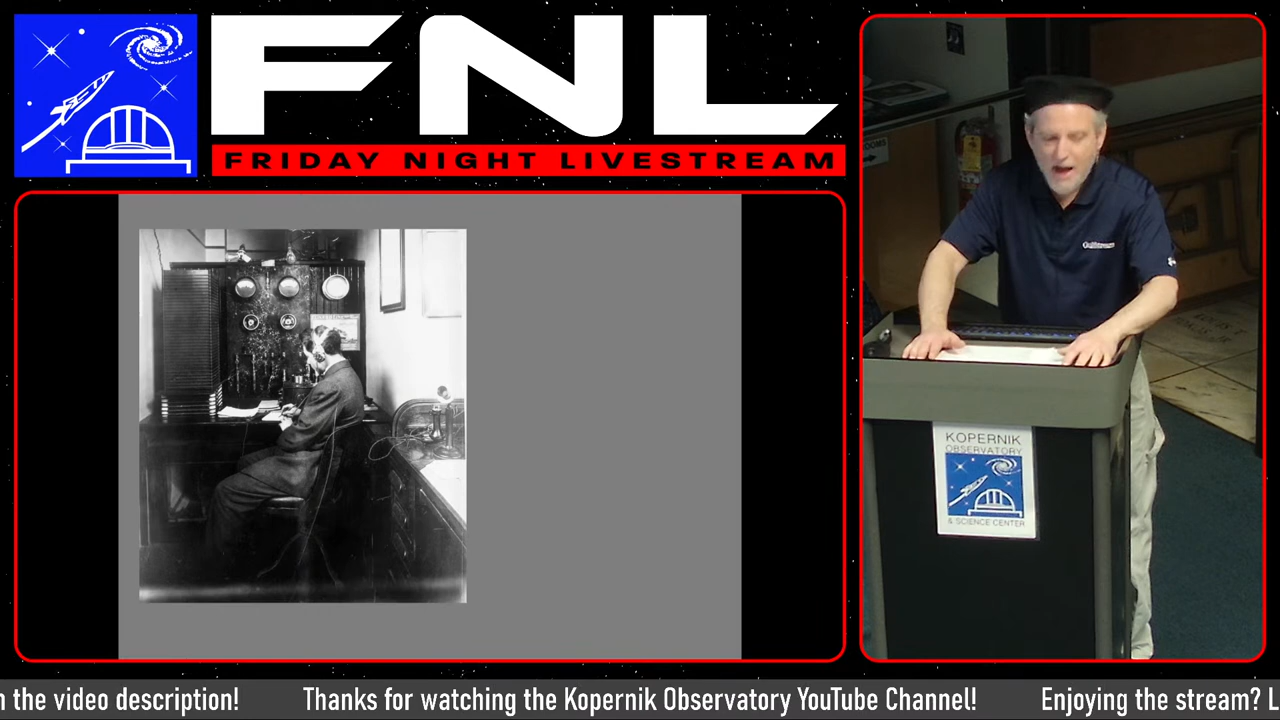 FNL
FRIDAY NIGHT LIVESTREAM
Gulfstream
KOPERNIK
OBSERVATORY
& SCIENCE CENTER
n the video description! Thanks for watching the Kopernik Observatory YouTube Channel! Enjoying the stream? L